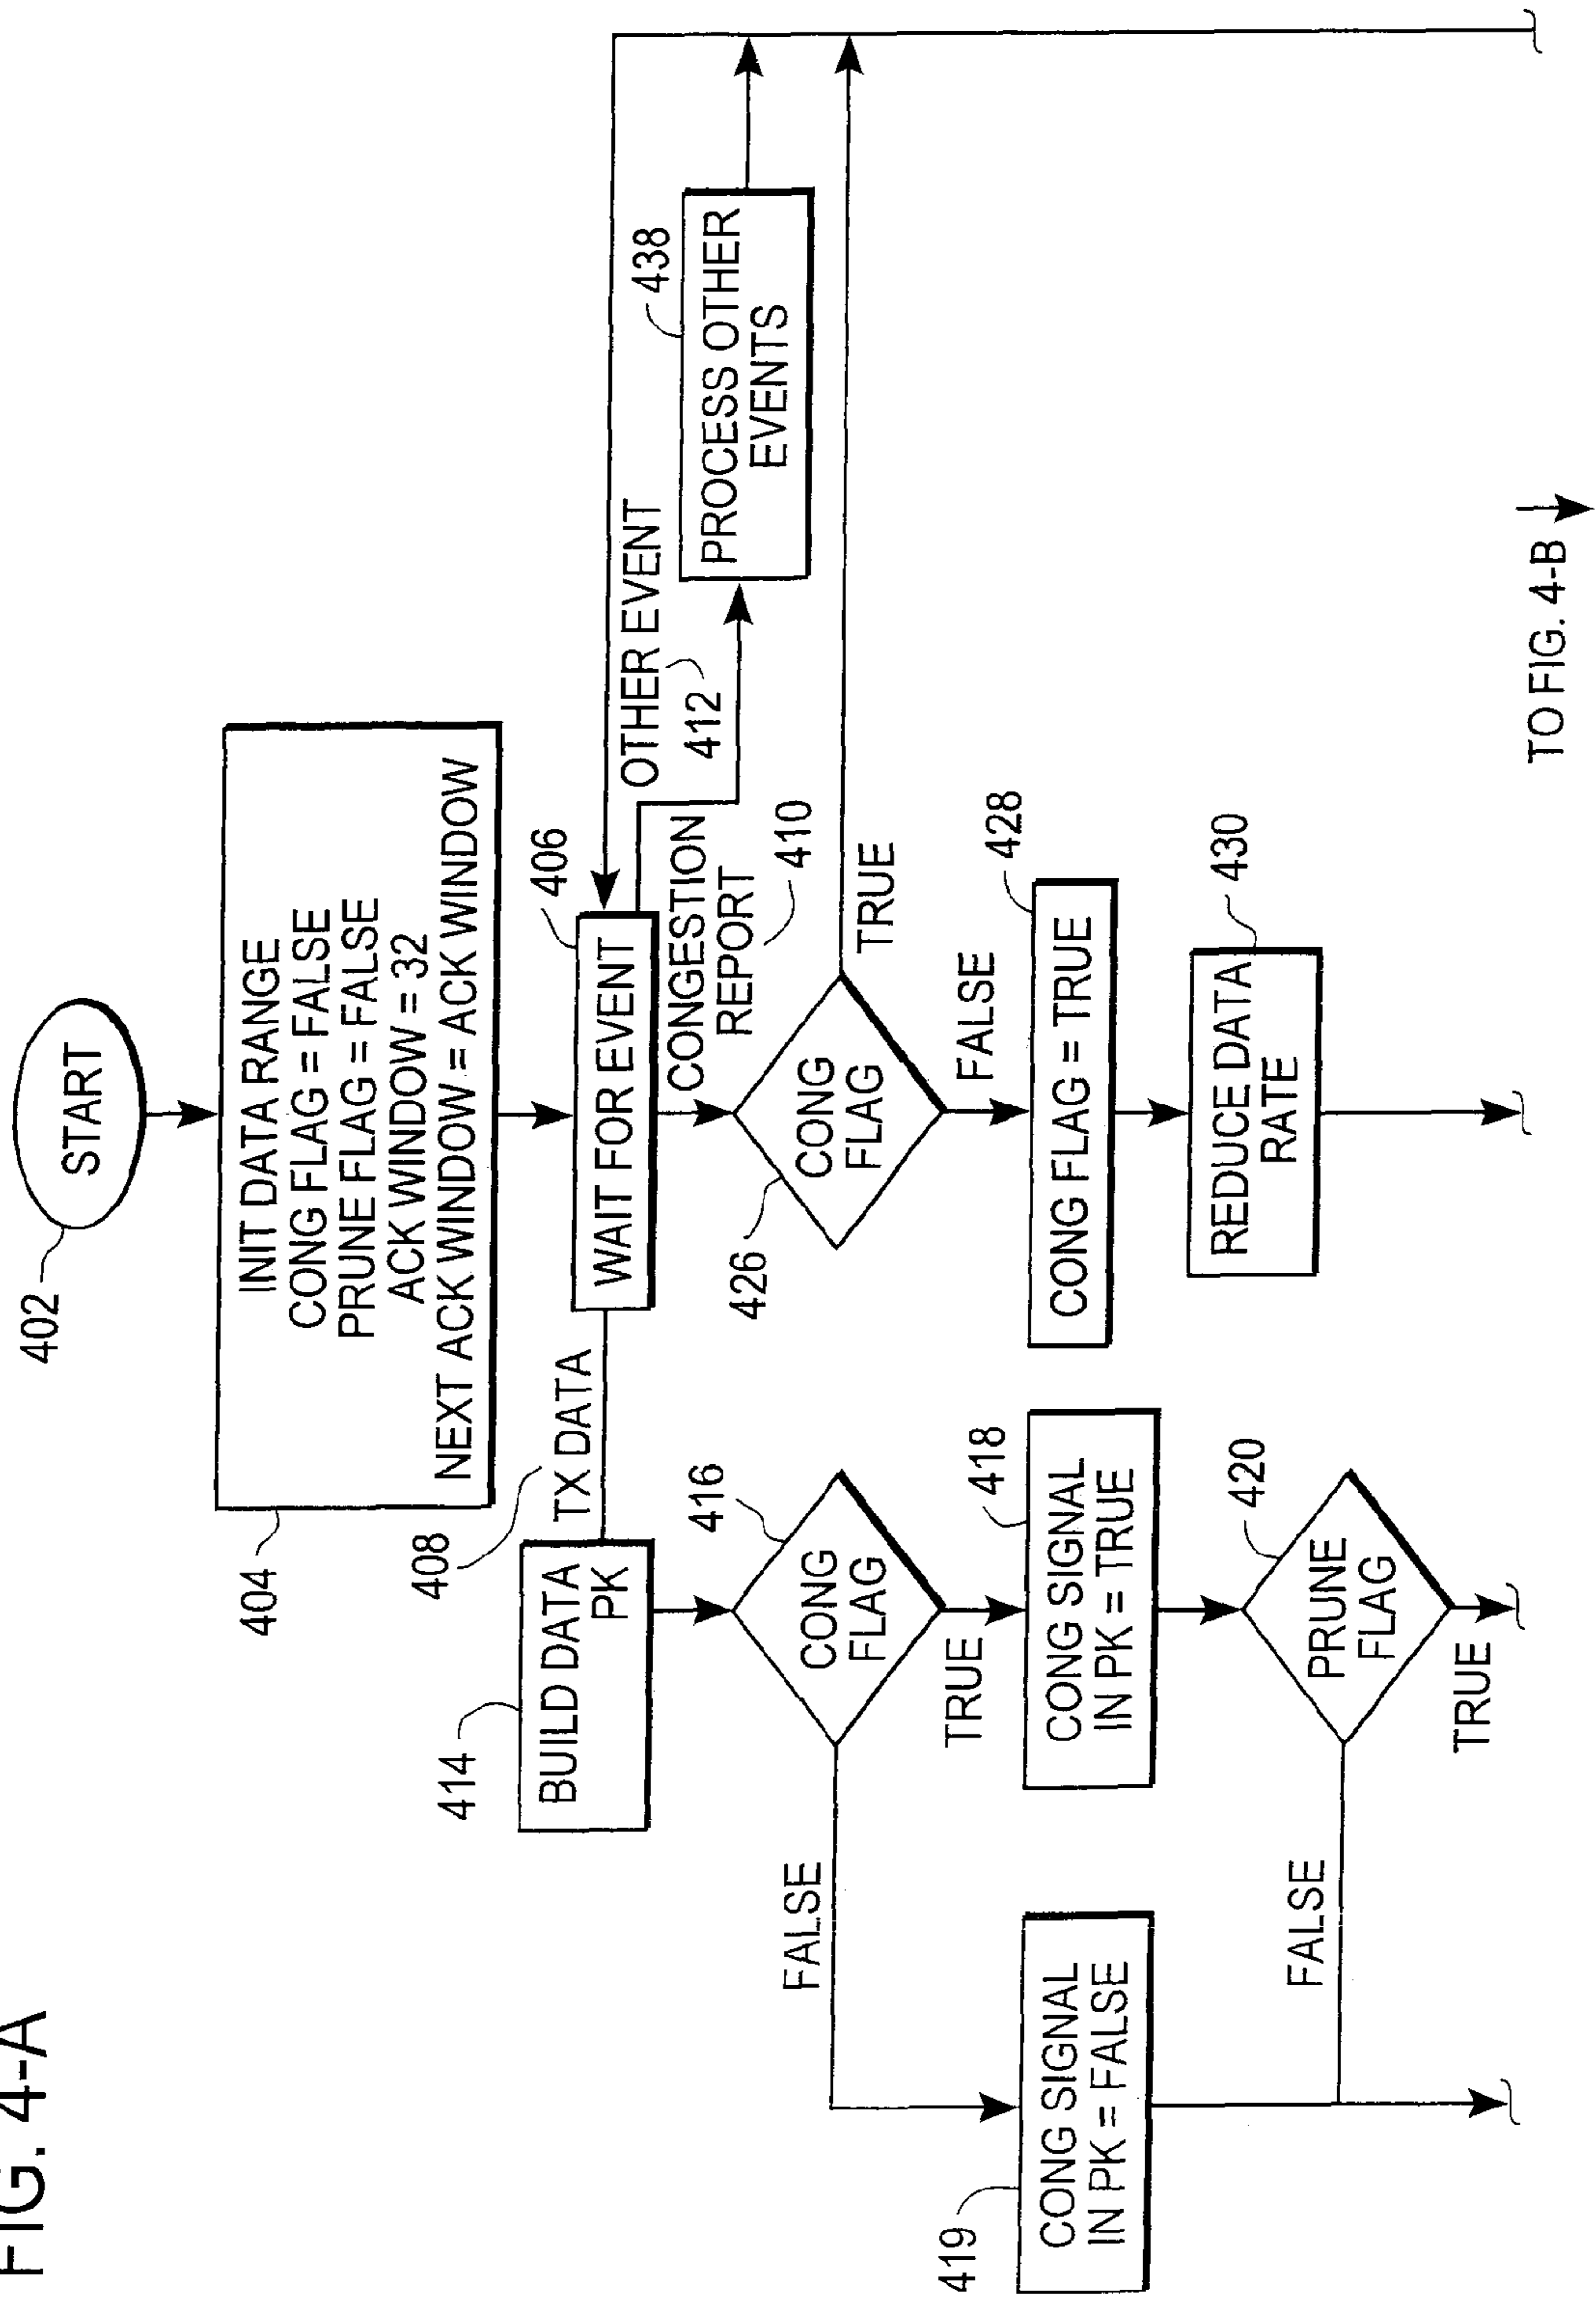 FIG. 4-A
402
START
404
INIT DATA RANGE
CONG FLAG = FALSE
PRUNE FLAG = FALSE
ACK WINDOW = 32
NEXT ACK WINDOW = ACK WINDOW
406
WAIT FOR EVENT
408
TX DATA
CONGESTION
REPORT
410
OTHER EVENT
412
414
BUILD DATA
PK
438
PROCESS OTHER
EVENTS
416
CONG
FLAG
FALSE
TRUE
426
CONG
FLAG
TRUE
FALSE
419
CONG SIGNAL
IN PK = FALSE
418
CONG SIGNAL
IN PK = TRUE
428
CONG FLAG = TRUE
420
PRUNE
FLAG
FALSE
TRUE
430
REDUCE DATA
RATE
TO FIG. 4-B